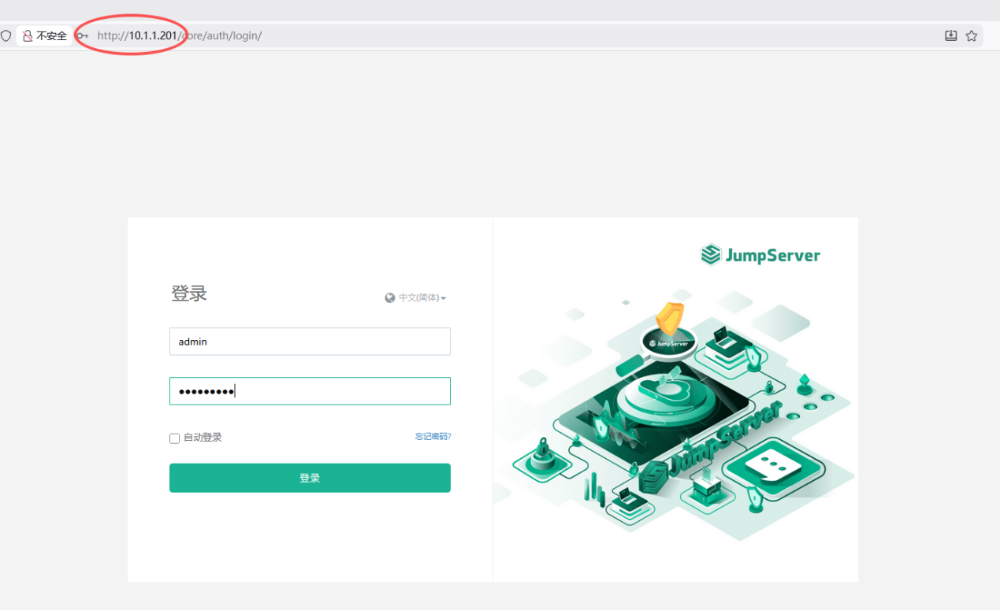 不安全 http://10.1.1.201/core/auth/login/
JumpServer
登录
中文(简体)
admin
●●●●●●●●●
自动登录
忘记密码?
登录
JumpServer
JumpServer